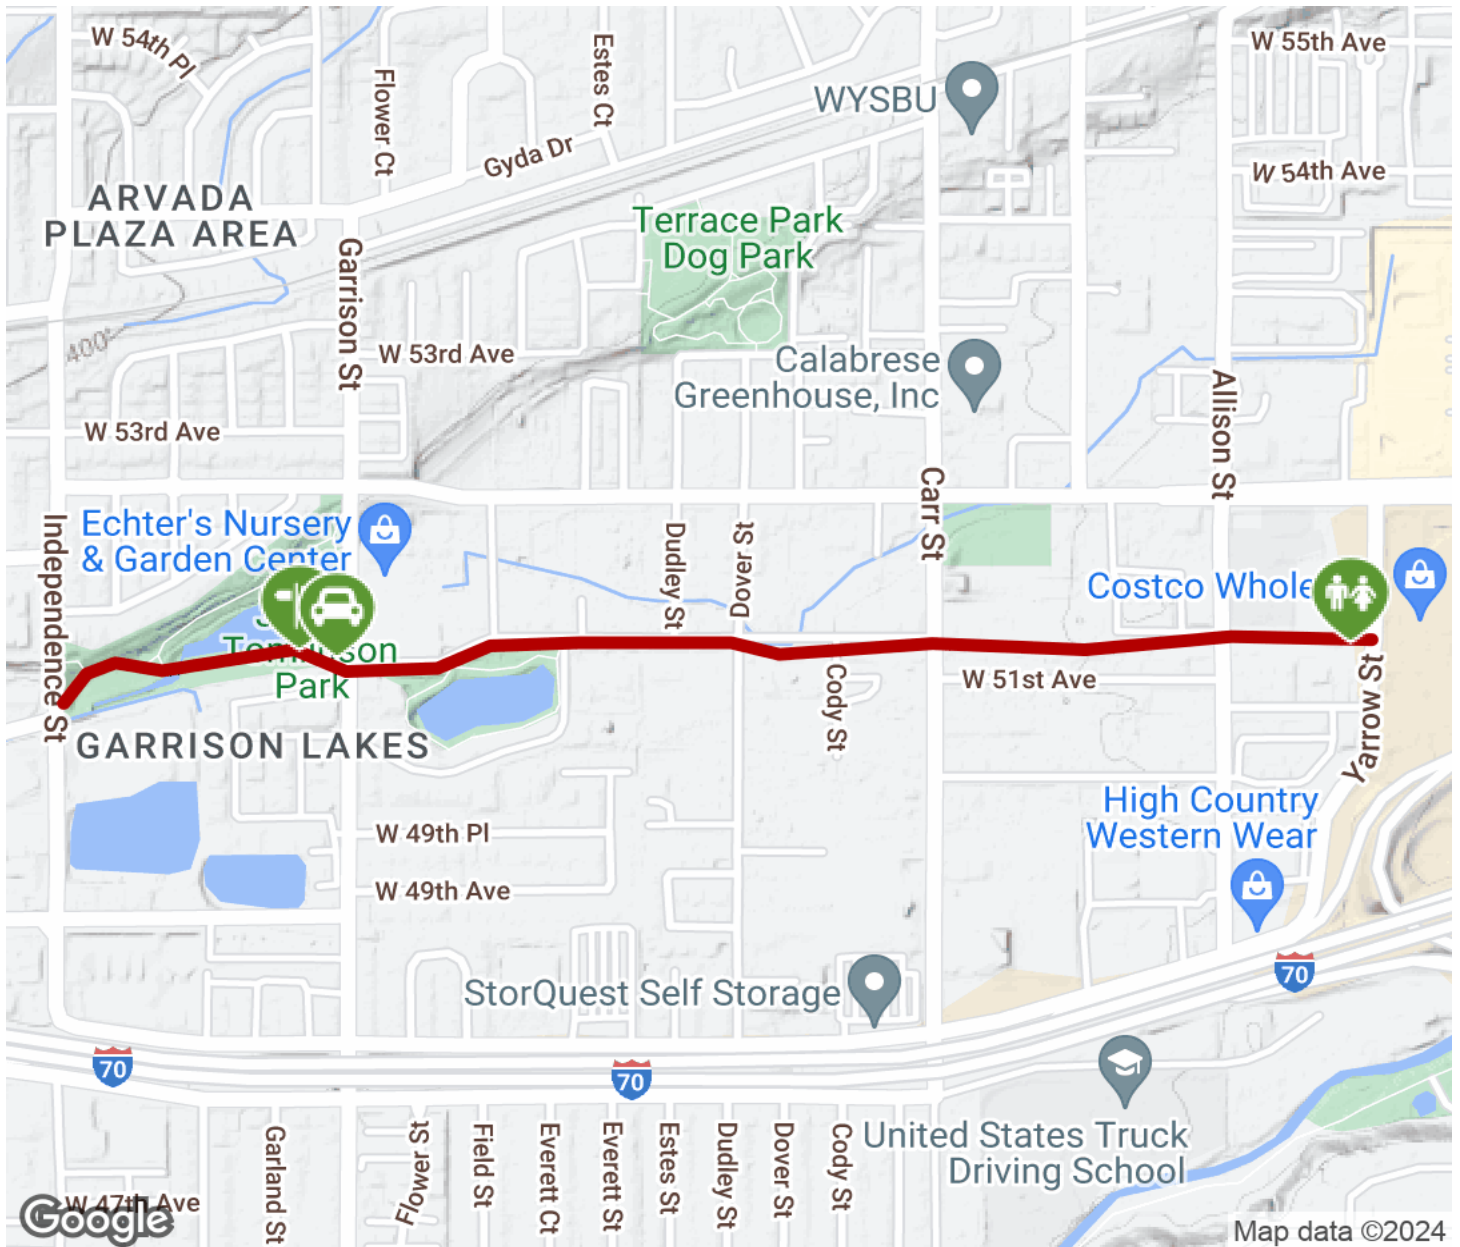 W 54th Pl
Flower Ct
Estes Ct
W 55th Ave
WYSBU
Gyda Dr
W 54th Ave
ARVADA
PLAZA AREA
Terrace Park
Dog Park
Garrison St
400'
W 53rd Ave
Calabrese
Greenhouse, Inc
Allison St
W 53rd Ave
Carr St
Independence St
Echter's Nursery
& Garden Center
Dudley St
Dover St
Costco Whole
Park
W 51st Ave
Cody St
Yarrow St
GARRISON LAKES
High Country
Western Wear
W 49th Pl
W 49th Ave
StorQuest Self Storage
70
70
70
United States Truck
Driving School
Garland St
Flower St
Field St
Everett Ct
Everett St
Estes St
Dudley St
Dover St
Cody St
W 47th Ave
Google
Map data ©2024